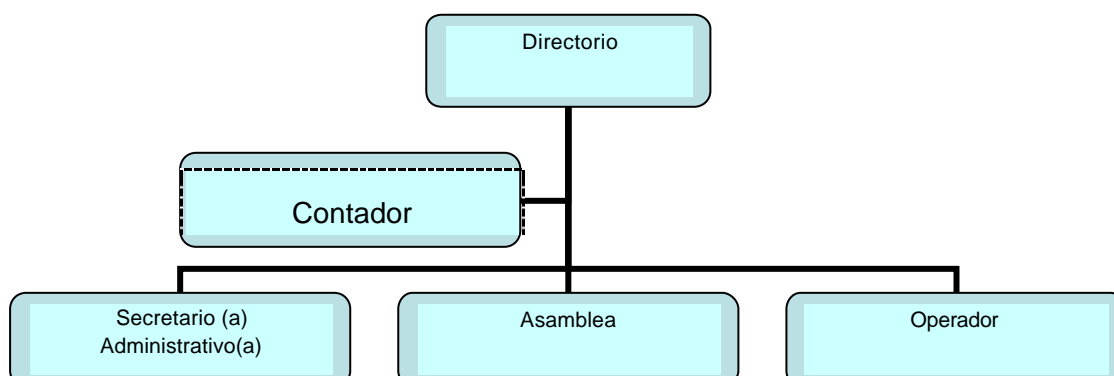 Directorio
Contador
Secretario (a)
Administrativo(a)
Asamblea
Operador